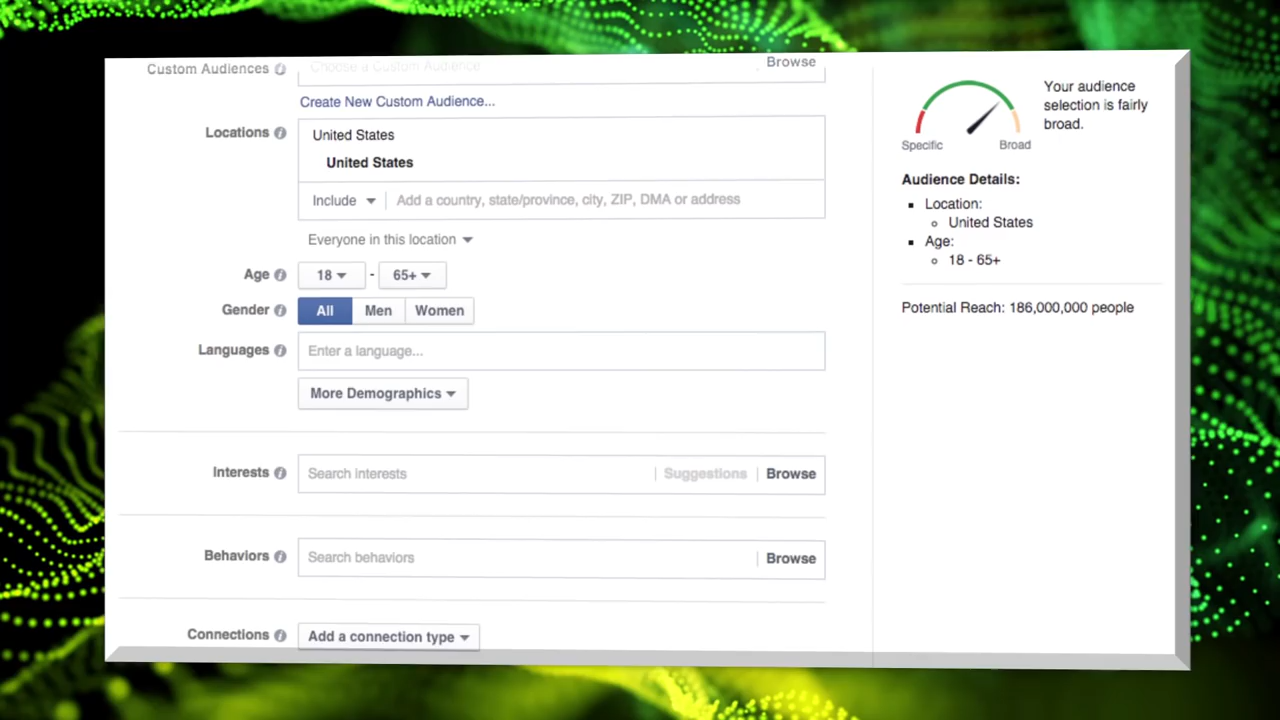 Custom Audiences
Choose a Custom Audience
Browse
Create New Custom Audience...
Locations
United States
United States
Include
Add a country, state/province, city, ZIP, DMA or address
Everyone in this location
Age
18 - 65+
Gender
All Men Women
Languages
Enter a language...
More Demographics
Interests
Search interests
Suggestions
Browse
Behaviors
Search behaviors
Browse
Connections
Add a connection type
Your audience
selection is fairly
broad.
Specific
Broad
Audience Details:
Location:
United States
Age:
18 - 65+
Potential Reach: 186,000,000 people